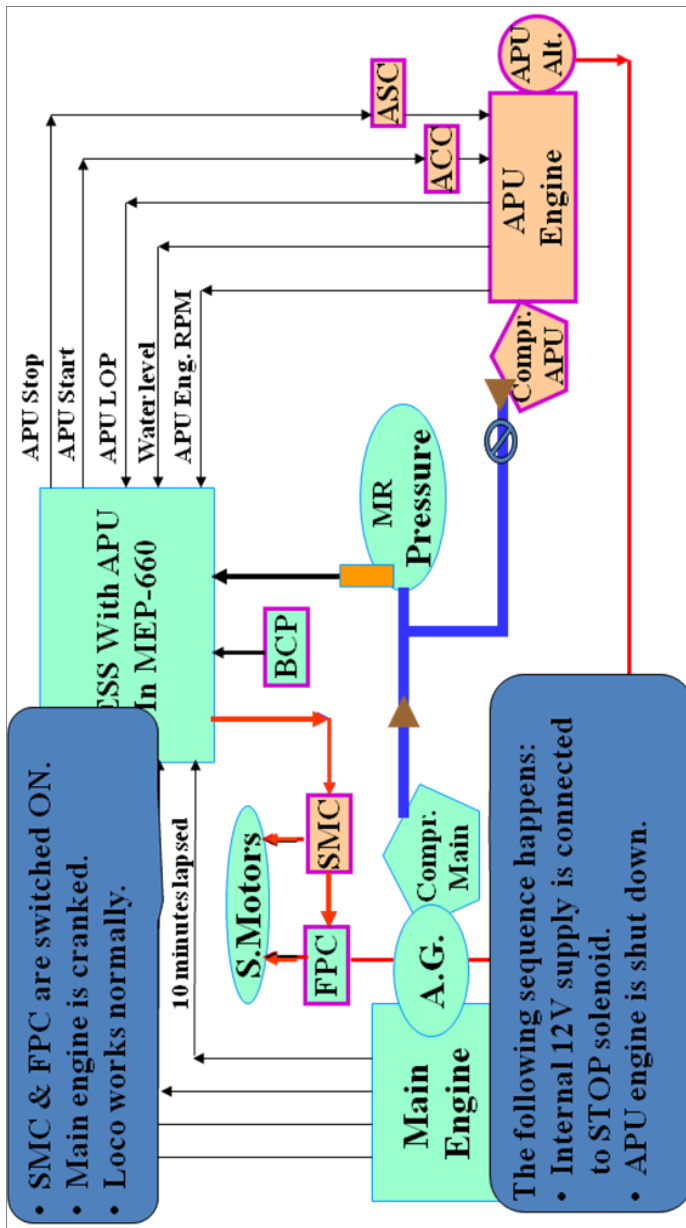 APU Stop
APU Start
APU LOP
Water level
APU Eng. RPM
ASC
ACC
APU
Alt.
APU
Engine
Compr.
APU
ESS With APU
In MEP-660
BCP
MR
Pressure
10 minutes lapsed
SMC
S.Motors
FPC
A.G.
Compr.
Main
Main
Engine
• SMC & FPC are switched ON.
• Main engine is cranked.
• Loco works normally.
The following sequence happens:
• Internal 12V supply is connected
to STOP solenoid.
• APU engine is shut down.